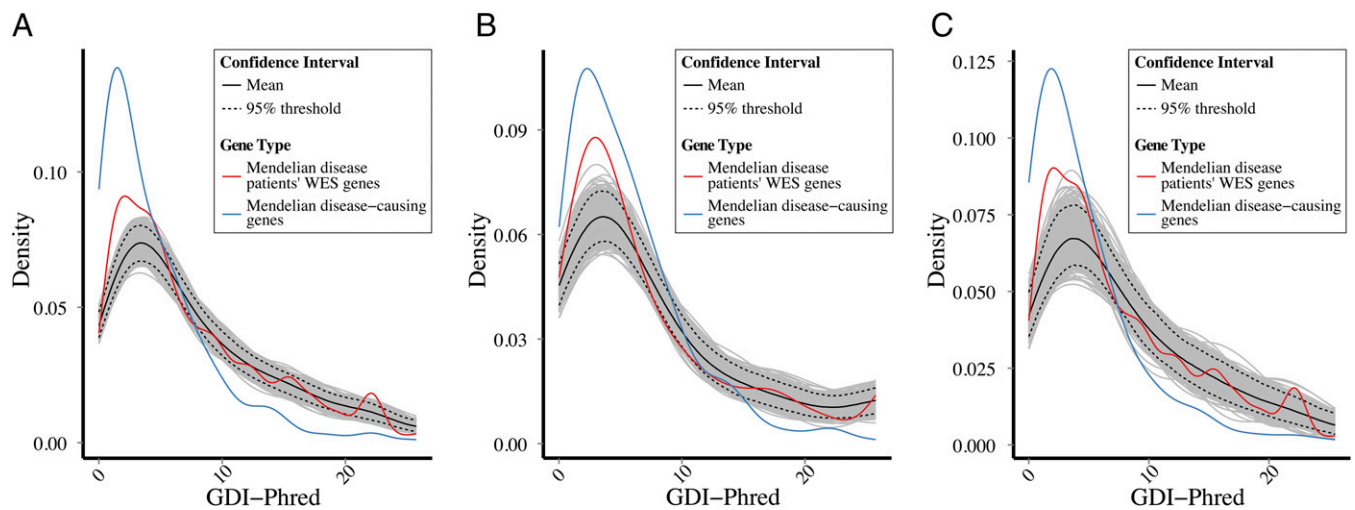 A
Density
0.10
0.05
0.00
0
10
20
GDI−Phred
Confidence Interval
Mean
95% threshold
Gene Type
Mendelian disease
patients' WES genes
Mendelian disease−causing
genes
B
Density
0.09
0.06
0.03
0.00
0
10
20
GDI−Phred
Confidence Interval
Mean
95% threshold
Gene Type
Mendelian disease
patients' WES genes
Mendelian disease−causing
genes
C
Density
0.125
0.100
0.075
0.050
0.025
0.000
0
10
20
GDI−Phred
Confidence Interval
Mean
95% threshold
Gene Type
Mendelian disease
patients' WES genes
Mendelian disease−causing
genes